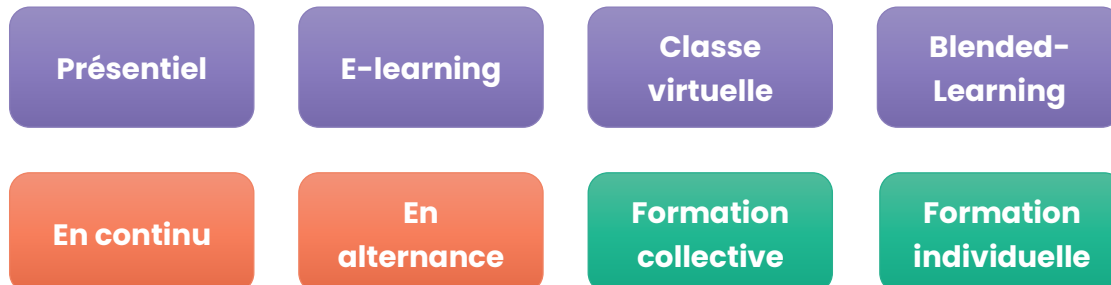 Présentiel
E-learning
Classe
virtuelle
Blended-
Learning
En continu
En
alternance
Formation
collective
Formation
individuelle